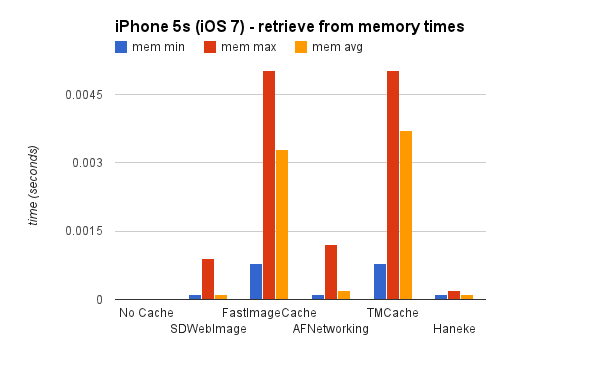 iPhone 5s (iOS 7) - retrieve from memory times
mem min mem max mem avg
0.0045
0.003
0.0015
0
time (seconds)
No Cache FastImageCache TMCache
SDWebImage AFNetworking Haneke